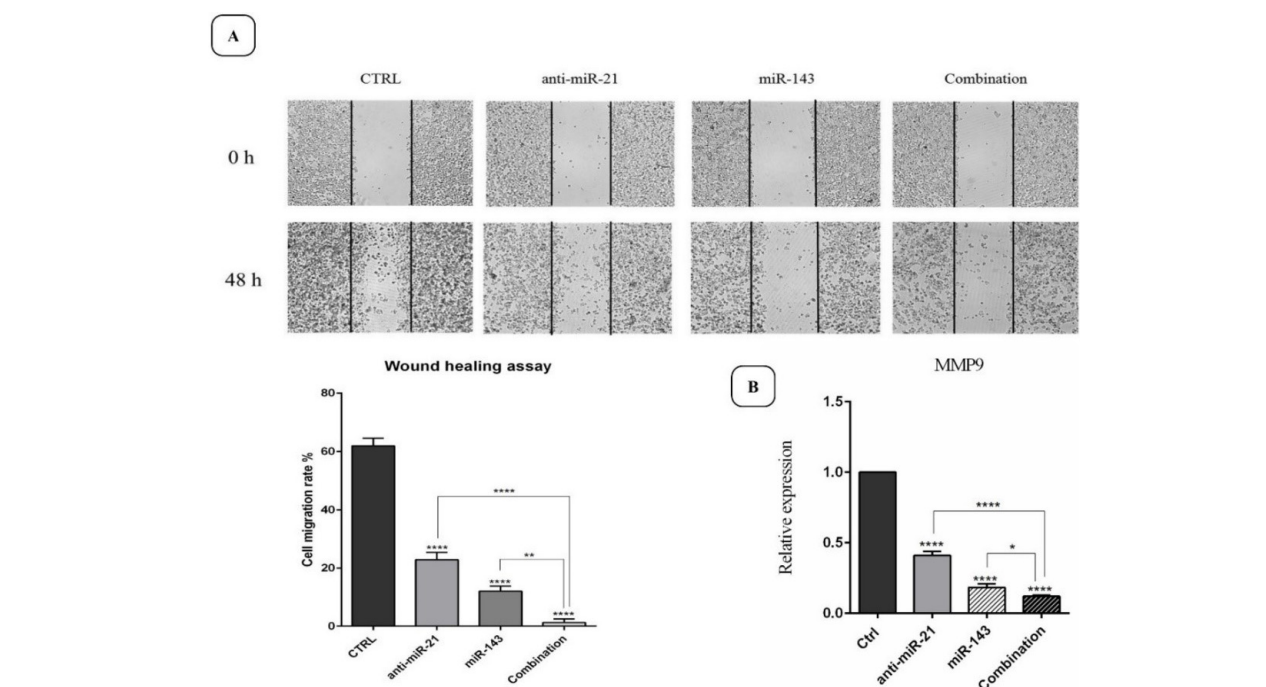 A
CTRL
anti-miR-21
miR-143
Combination
0 h
48 h
Wound healing assay
Cell migration rate %
80
60
40
20
0
****
****
**
****
****
CTRL
anti-miR-21
miR-143
Combination
B
MMP9
Relative expression
1.5
1.0
0.5
0.0
****
****
*
****
****
Ctrl
anti-miR-21
miR-143
Combination